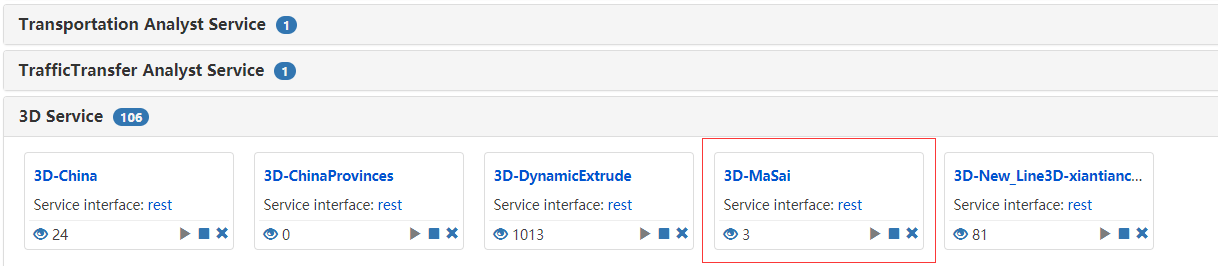 Transportation Analyst Service 1
TrafficTransfer Analyst Service 1
3D Service 106
3D-China 3D-ChinaProvinces 3D-DynamicExtrude 3D-MaSai 3D-New_Line3D-xiantianc...
Service interface: rest Service interface: rest Service interface: rest Service interface: rest Service interface: rest
24 0 1013 3 81